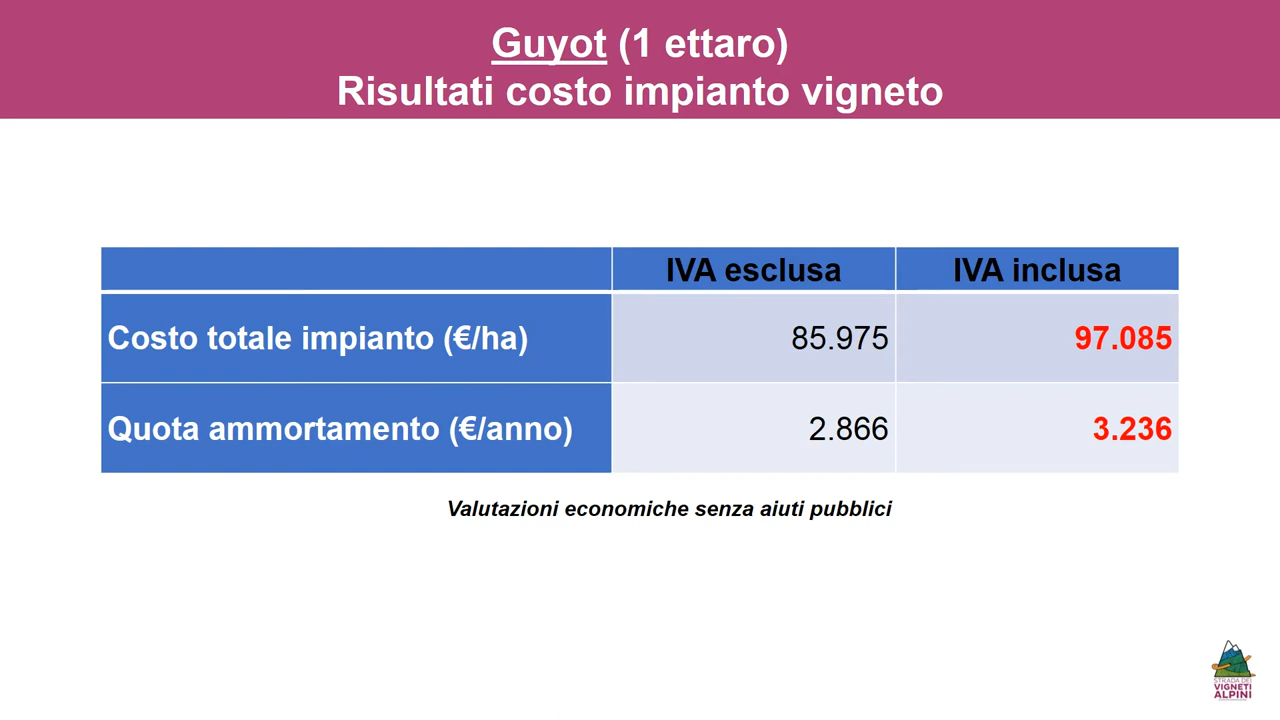 Guyot (1 ettaro)
Risultati costo impianto vigneto
IVA esclusa IVA inclusa
Costo totale impianto (€/ha) 85.975 97.085
Quota ammortamento (€/anno) 2.866 3.236
Valutazioni economiche senza aiuti pubblici
STRADA DEI
VIGNETI
ALPINI